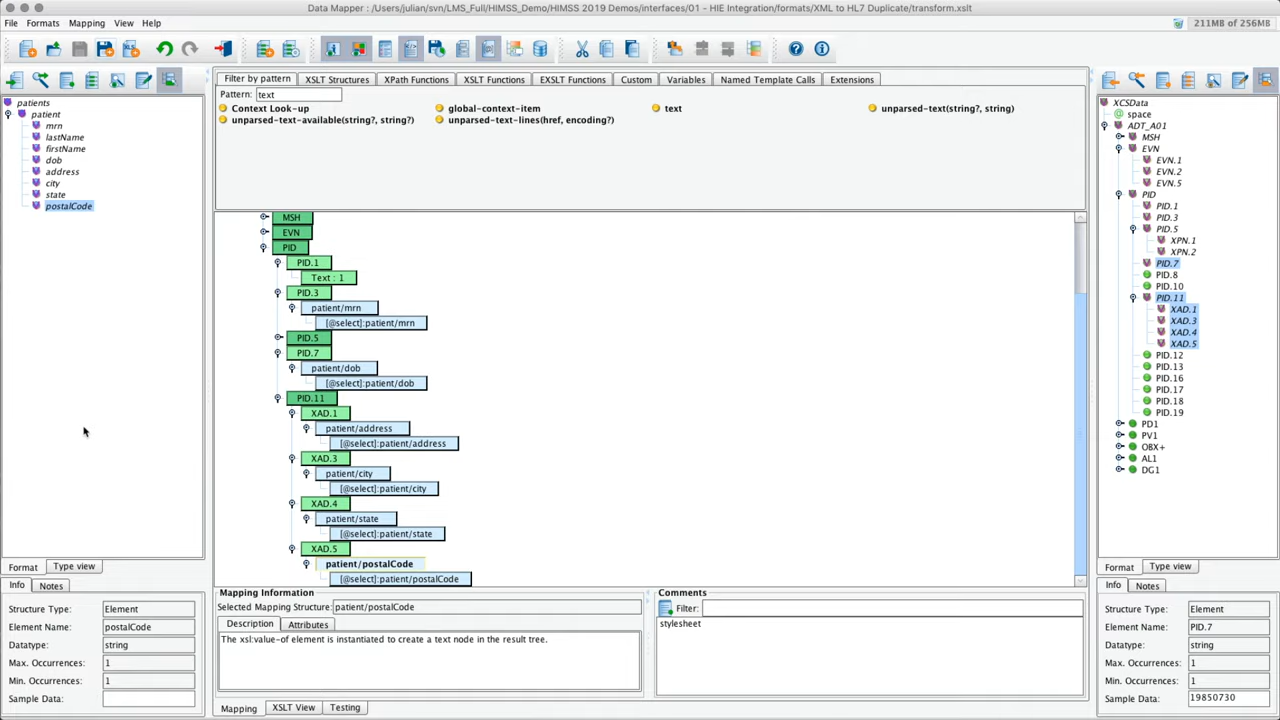 Data Mapper : /Users/julian/svn/LMS_Full/HIMSS_Demo/HIMSS 2019 Demos/interfaces/01 - HIE Integration/formats/XML to HL7 Duplicate/transform.xslt
File Formats Mapping View Help
211MB of 256MB
patients
patient
mrn
lastName
firstName
dob
address
city
state
postalCode
Format Type view
Info Notes
Structure Type: Element
Element Name: postalCode
Datatype: string
Max. Occurrences: 1
Min. Occurrences: 1
Sample Data:
Filter by pattern XSLT Structures XPath Functions XSLT Functions EXSLT Functions Custom Variables Named Template Calls Extensions
Pattern: text
Context Look-up global-context-item text unparsed-text(string?, string)
unparsed-text-available(string?, string?) unparsed-text-lines(href, encoding?)
MSH
EVN
PID
PID.1
Text : 1
PID.3
patient/mrn
[@select]:patient/mrn
PID.5
PID.7
patient/dob
[@select]:patient/dob
PID.11
XAD.1
patient/address
[@select]:patient/address
XAD.3
patient/city
[@select]:patient/city
XAD.4
patient/state
[@select]:patient/state
XAD.5
patient/postalCode
[@select]:patient/postalCode
Mapping Information
Selected Mapping Structure: patient/postalCode
Description Attributes
The xsl:value-of element is instantiated to create a text node in the result tree.
Comments
Filter:
stylesheet
Mapping XSLT View Testing
XCSData
space
ADT_A01
MSH
EVN
EVN.1
EVN.2
EVN.5
PID
PID.1
PID.3
PID.5
XPN.1
XPN.2
PID.7
PID.8
PID.10
PID.11
XAD.1
XAD.3
XAD.4
XAD.5
PID.12
PID.13
PID.16
PID.17
PID.18
PID.19
PD1
PV1
OBX+
AL1
DG1
Format Type view
Info Notes
Structure Type: Element
Element Name: PID.7
Datatype: string
Max. Occurrences: 1
Min. Occurrences: 1
Sample Data: 19850730